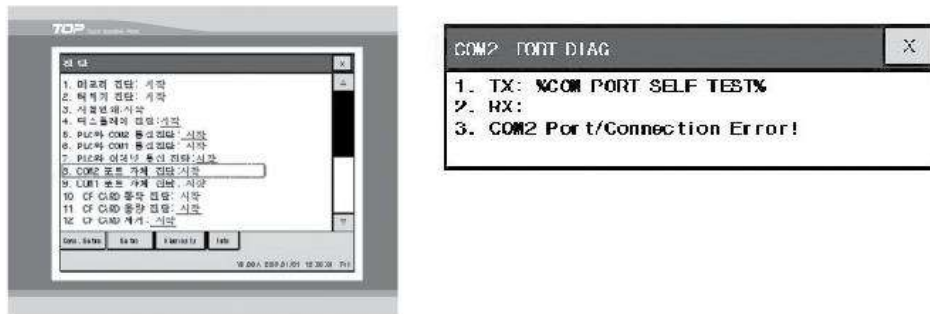 TOP
진 단
X
1. 메모리 진단: 시작
2. 터치키 진단: 시작
4. 디스플레이 진단:시작
5. PLC와 COM2 통신진단: 시작
6. PLC와 COM1 통신진단: 시작
7. PLC와 이더넷 통신 진단:시작
8. COM2 포트 자체 진단:시작
9. COM1 포트 자체 진단: 시작
10 CF CARD 동작 진단: 시작
11 CF CARD 용량 진단: 시작
12 CF CARD 제거: 시작
Info
COM2 PORT DIAG
X
1. TX: %COM PORT SELF TEST%
2. RX:
3. COM2 Port/Connection Error!